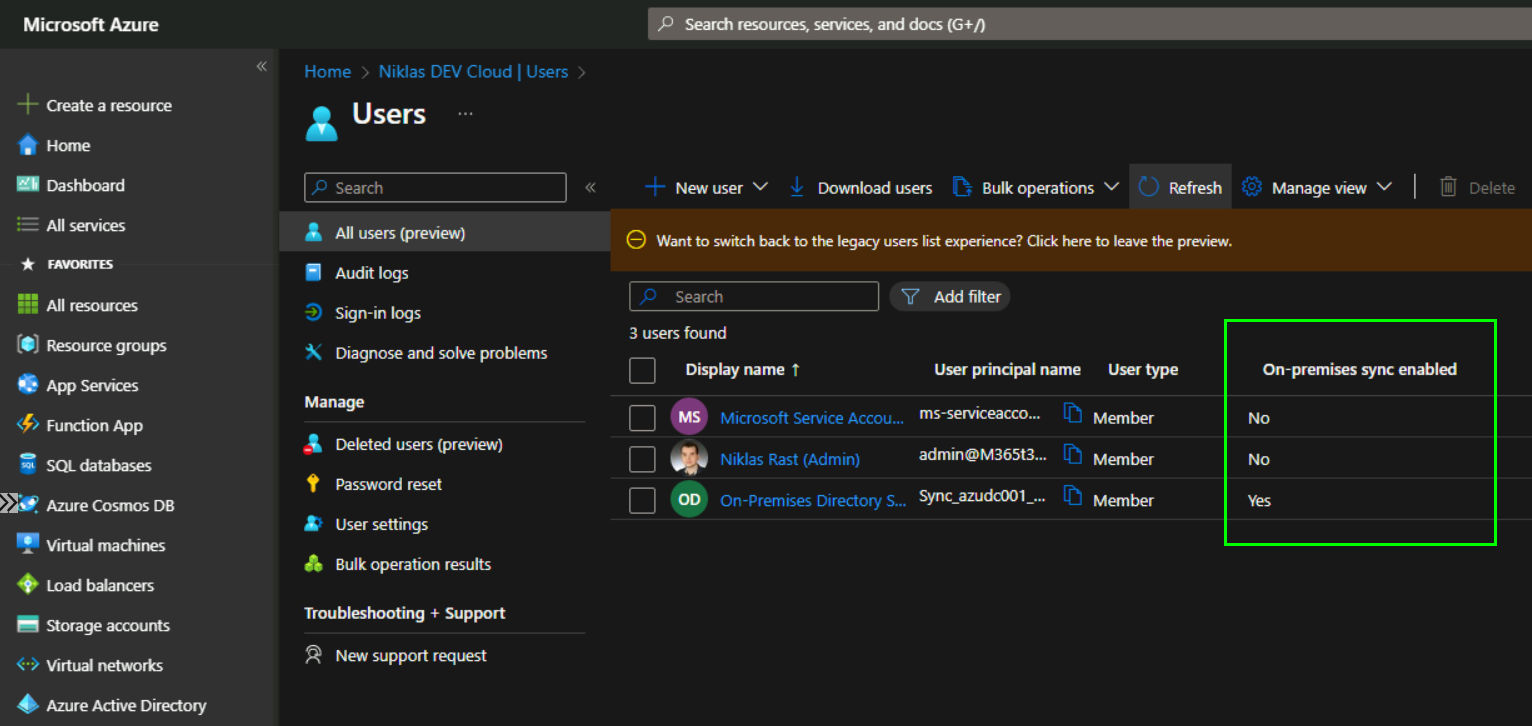 Microsoft Azure
Search resources, services, and docs (G+/)
Create a resource
Home
Dashboard
All services
FAVORITES
All resources
Resource groups
App Services
Function App
SQL databases
Azure Cosmos DB
Virtual machines
Load balancers
Storage accounts
Virtual networks
Azure Active Directory
Home > Niklas DEV Cloud | Users >
Users ...
Search
All users (preview)
Audit logs
Sign-in logs
Diagnose and solve problems
Manage
Deleted users (preview)
Password reset
User settings
Bulk operation results
Troubleshooting + Support
New support request
New user Download users Bulk operations Refresh Manage view Delete
Want to switch back to the legacy users list experience? Click here to leave the preview.
Search Add filter
3 users found
Display name ↑ User principal name User type On-premises sync enabled
MS Microsoft Service Accou... ms-serviceacco... Member No
Niklas Rast (Admin) admin@M365t3... Member No
OD On-Premises Directory S... Sync_azudc001_... Member Yes